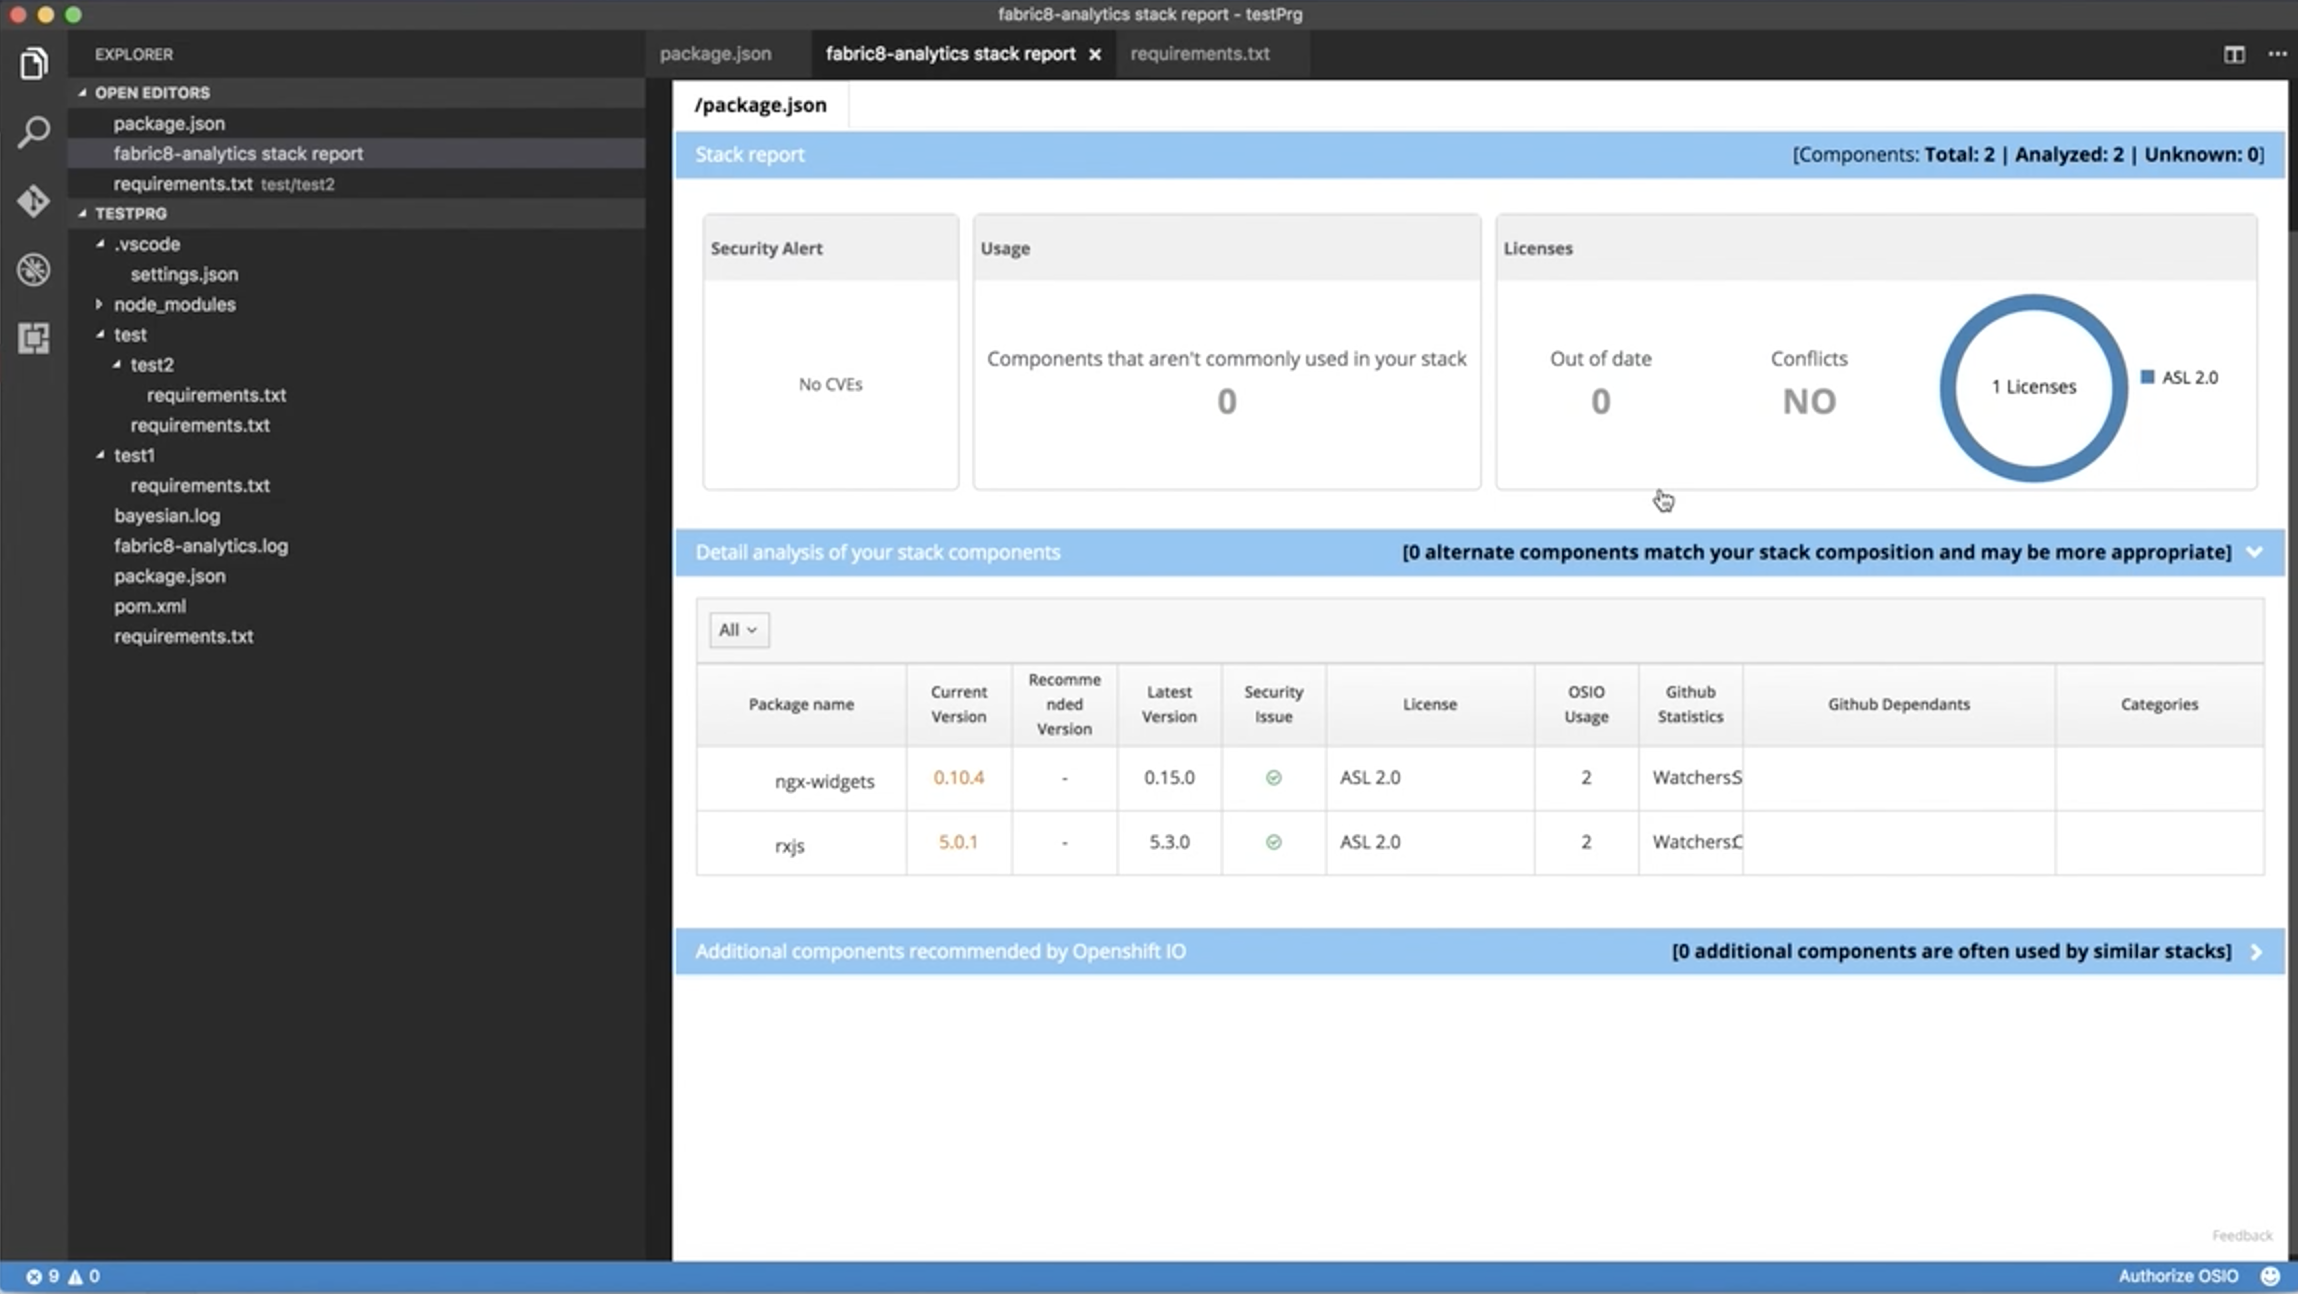 fabric8-analytics stack report - testPrg
EXPLORER
package.json
fabric8-analytics stack report
requirements.txt
OPEN EDITORS
package.json
fabric8-analytics stack report
requirements.txt test/test2
TESTPRG
.vscode
settings.json
node_modules
test
test2
requirements.txt
requirements.txt
test1
requirements.txt
bayesian.log
fabric8-analytics.log
package.json
pom.xml
requirements.txt
/package.json
Stack report
[Components: Total: 2 | Analyzed: 2 | Unknown: 0]
Security Alert
No CVEs
Usage
Components that aren't commonly used in your stack
0
Licenses
Out of date
0
Conflicts
NO
1 Licenses
ASL 2.0
Detail analysis of your stack components
[0 alternate components match your stack composition and may be more appropriate]
All
Package name
Current
Version
Recomme
nded
Version
Latest
Version
Security
Issue
License
OSIO
Usage
Github
Statistics
Github Dependants
Categories
ngx-widgets 0.10.4 - 0.15.0 ASL 2.0 2 Watchers:
rxjs 5.0.1 - 5.3.0 ASL 2.0 2 Watchers:
Additional components recommended by Openshift IO
[0 additional components are often used by similar stacks]
Feedback
9 0
Authorize OSIO